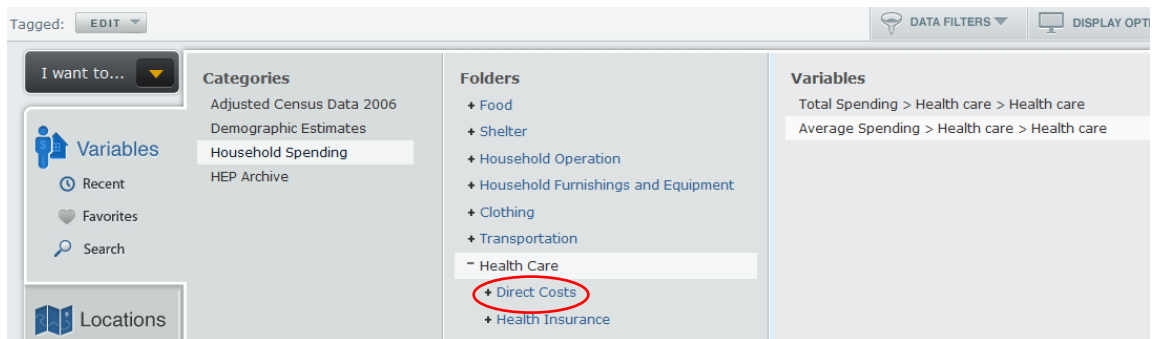 Tagged: EDIT
DATA FILTERS
DISPLAY OPTI
I want to...
Variables
Recent
Favorites
Search
Locations
Categories
Adjusted Census Data 2006
Demographic Estimates
Household Spending
HEP Archive
Folders
+ Food
+ Shelter
+ Household Operation
+ Household Furnishings and Equipment
+ Clothing
+ Transportation
- Health Care
+ Direct Costs
+ Health Insurance
Variables
Total Spending > Health care > Health care
Average Spending > Health care > Health care